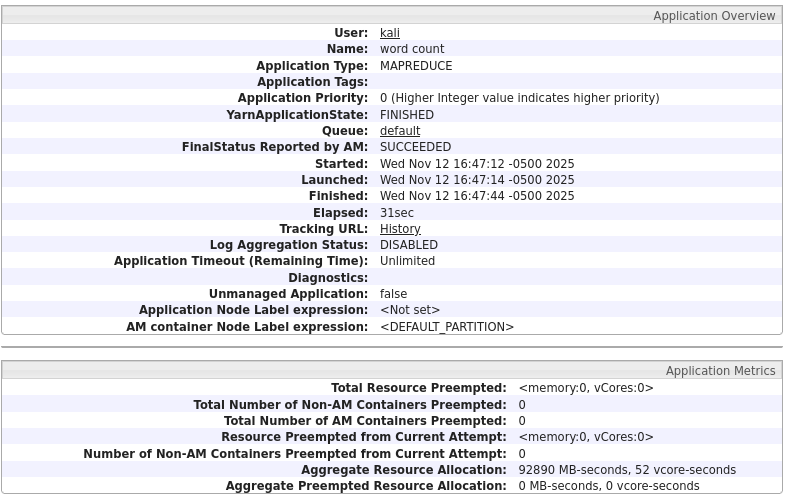 Application Overview
User: kali
Name: word count
Application Type: MAPREDUCE
Application Tags:
Application Priority: 0 (Higher Integer value indicates higher priority)
YarnApplicationState: FINISHED
Queue: default
FinalStatus Reported by AM: SUCCEEDED
Started: Wed Nov 12 16:47:12 -0500 2025
Launched: Wed Nov 12 16:47:14 -0500 2025
Finished: Wed Nov 12 16:47:44 -0500 2025
Elapsed: 31sec
Tracking URL: History
Log Aggregation Status: DISABLED
Application Timeout (Remaining Time): Unlimited
Diagnostics:
Unmanaged Application: false
Application Node Label expression: <Not set>
AM container Node Label expression: <DEFAULT_PARTITION>
Application Metrics
Total Resource Preempted: <memory:0, vCores:0>
Total Number of Non-AM Containers Preempted: 0
Total Number of AM Containers Preempted: 0
Resource Preempted from Current Attempt: <memory:0, vCores:0>
Number of Non-AM Containers Preempted from Current Attempt: 0
Aggregate Resource Allocation: 92890 MB-seconds, 52 vcore-seconds
Aggregate Preempted Resource Allocation: 0 MB-seconds, 0 vcore-seconds